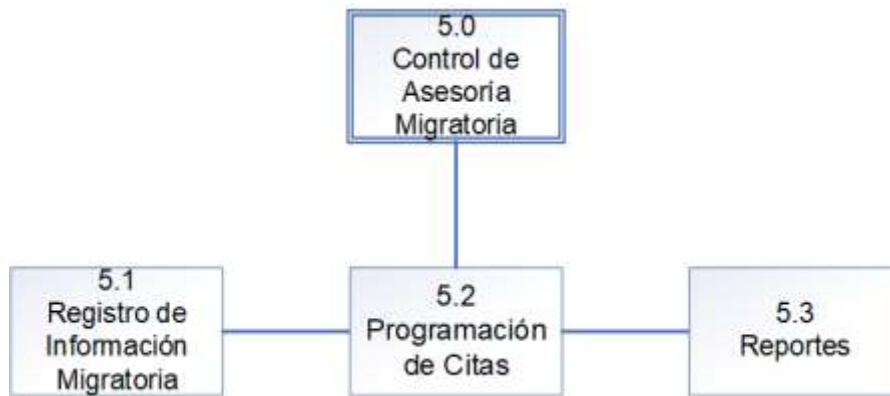 5.0
Control de
Asesoría
Migratoria
5.1
Registro de
Información
Migratoria
5.2
Programación
de Citas
5.3
Reportes